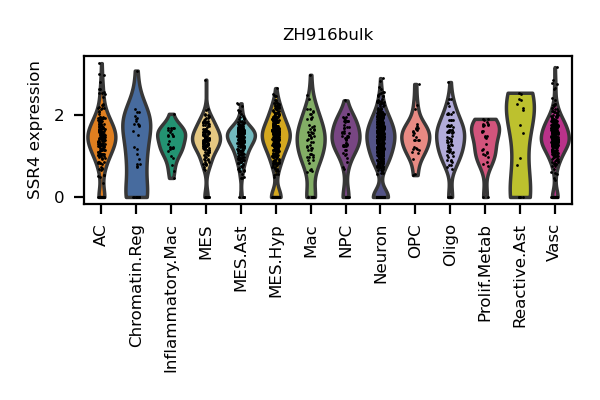 ZH916bulk
SSR4 expression
2
0
AC
Chromatin.Reg
Inflammatory.Mac
MES
MES.Ast
MES.Hyp
Mac
NPC
Neuron
OPC
Oligo
Prolif.Metab
Reactive.Ast
Vasc